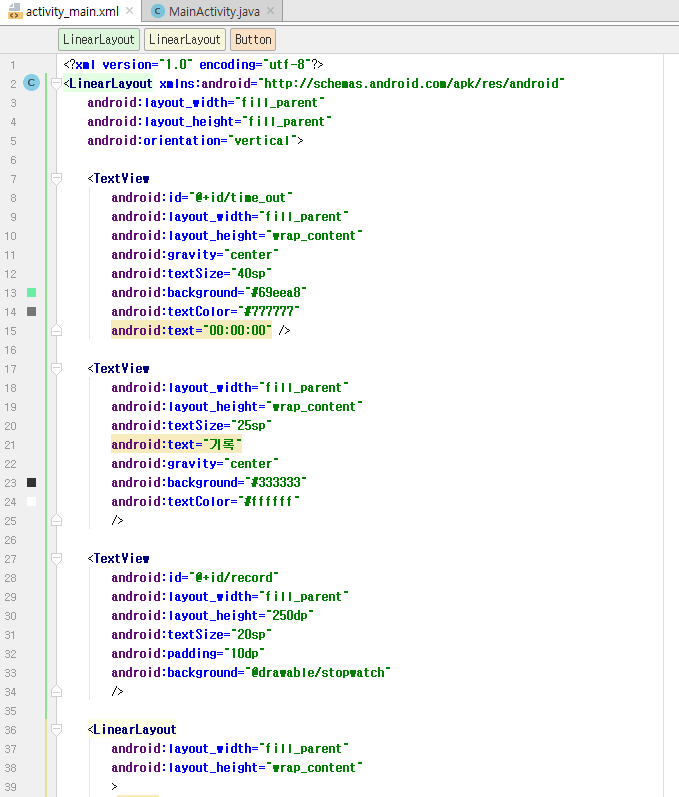 activity_main.xml × MainActivity.java ×
LinearLayout LinearLayout Button
1 <?xml version="1.0" encoding="utf-8"?>
2 <LinearLayout xmlns:android="http://schemas.android.com/apk/res/android"
3 android:layout_width="fill_parent"
4 android:layout_height="fill_parent"
5 android:orientation="vertical">
6
7 <TextView
8 android:id="@+id/time_out"
9 android:layout_width="fill_parent"
10 android:layout_height="wrap_content"
11 android:gravity="center"
12 android:textSize="40sp"
13 android:background="#69eea8"
14 android:textColor="#777777"
15 android:text="00:00:00" />
16
17 <TextView
18 android:layout_width="fill_parent"
19 android:layout_height="wrap_content"
20 android:textSize="25sp"
21 android:text="기록"
22 android:gravity="center"
23 android:background="#333333"
24 android:textColor="#ffffff"
25 />
26
27 <TextView
28 android:id="@+id/record"
29 android:layout_width="fill_parent"
30 android:layout_height="250dp"
31 android:textSize="20sp"
32 android:padding="10dp"
33 android:background="@drawable/stopwatch"
34 />
35
36 <LinearLayout
37 android:layout_width="fill_parent"
38 android:layout_height="wrap_content"
39 >